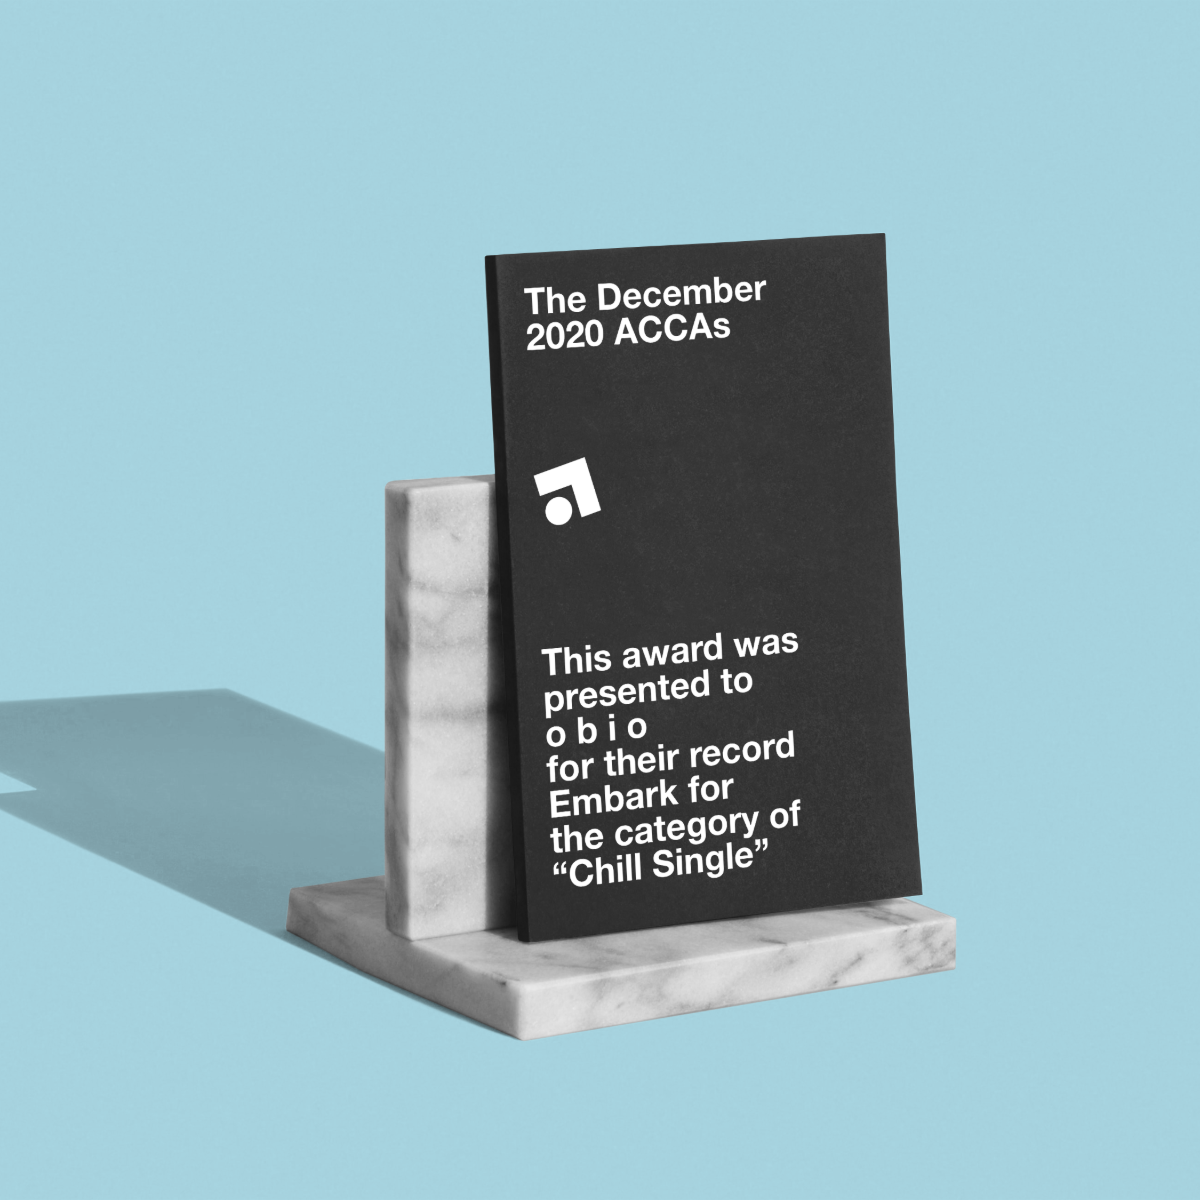 The December
2020 ACCAs
This award was
presented to
o b i o
for their record
Embark for
the category of
“Chill Single”